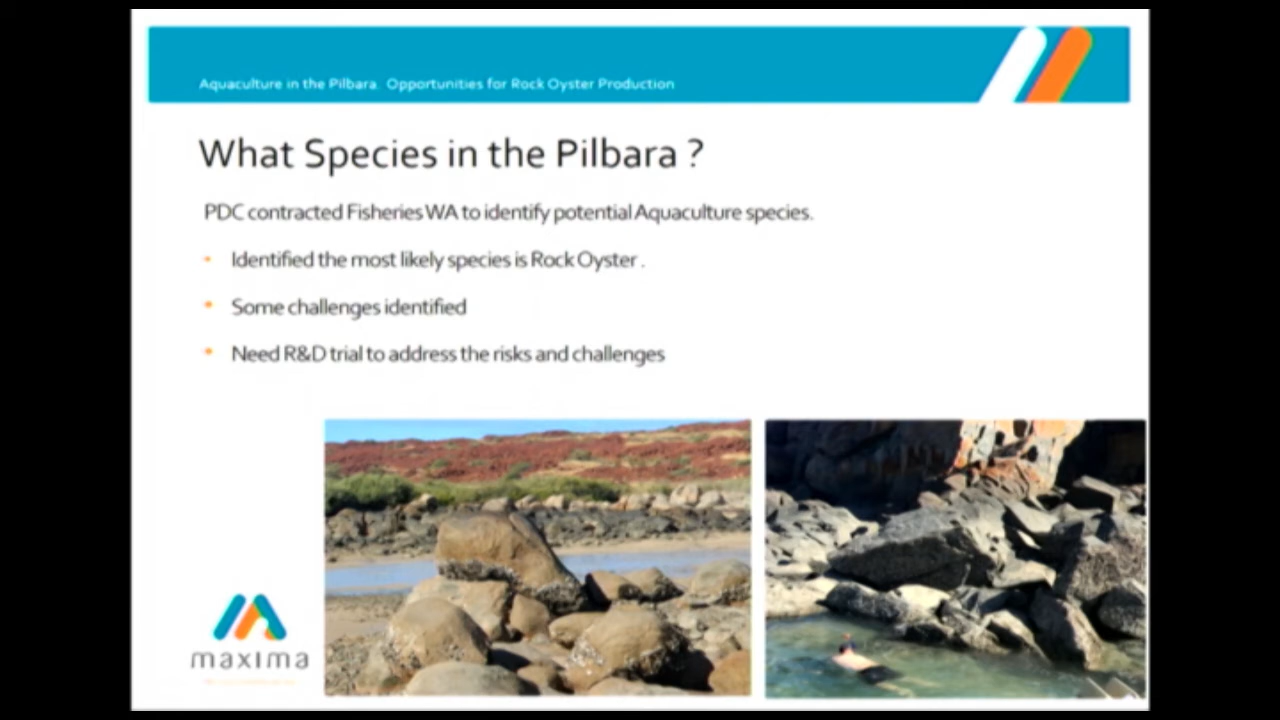 Aquaculture in the Pilbara. Opportunities for Rock Oyster Production
What Species in the Pilbara ?
PDC contracted Fisheries WA to identify potential Aquaculture species.
• Identified the most likely species is Rock Oyster .
• Some challenges identified
• Need R&D trial to address the risks and challenges
maxima